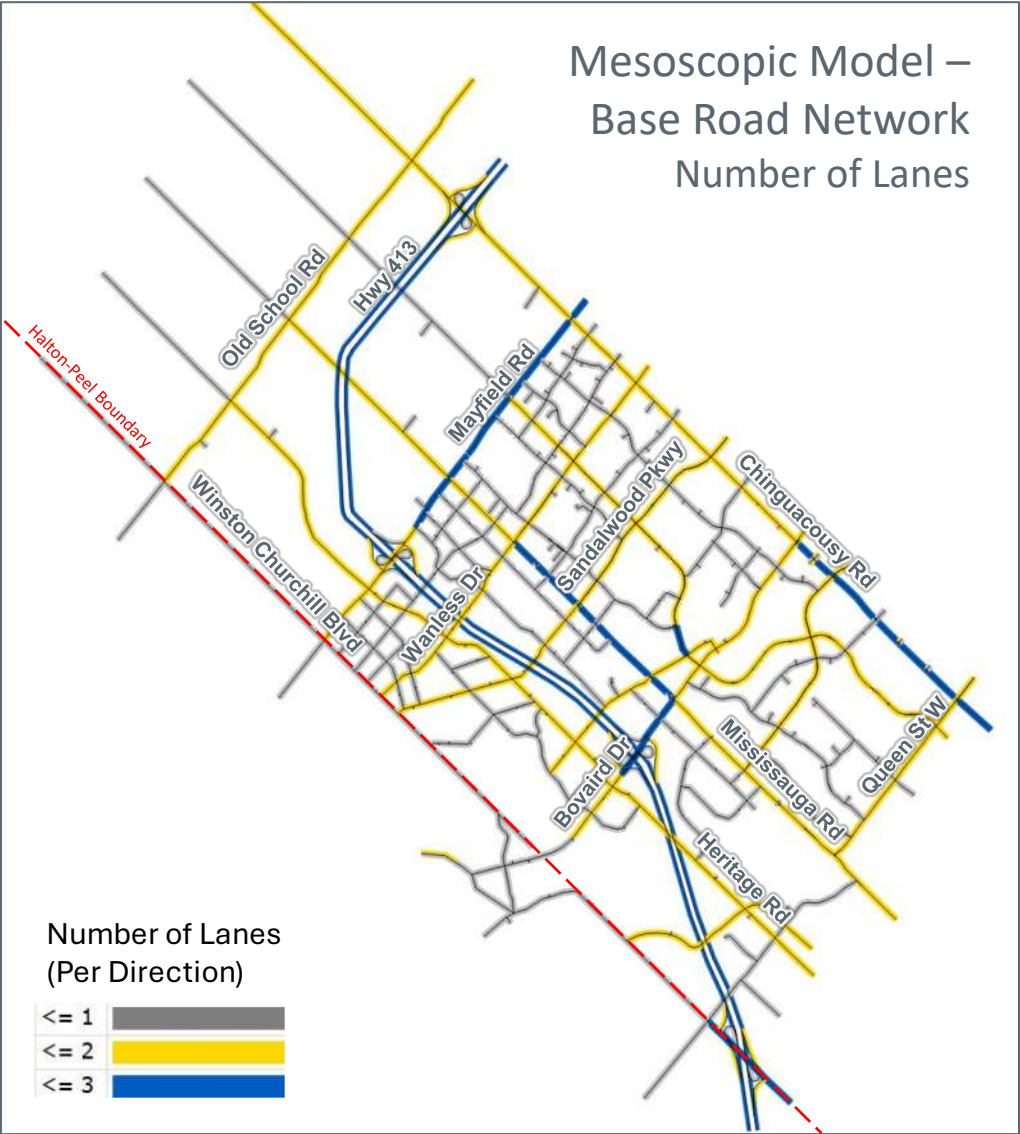 Mesoscopic Model –
Base Road Network
Number of Lanes
Old School Rd
Hwy 413
Halton-Peel Boundary
Mayfield Rd
Winston Churchill Blvd
Wanless Dr
Sandalwood Pkwy
Chinguacousy Rd
Bovaird Dr
Mississauga Rd
Queen St W
Heritage Rd
Number of Lanes
(Per Direction)
<= 1
<= 2
<= 3